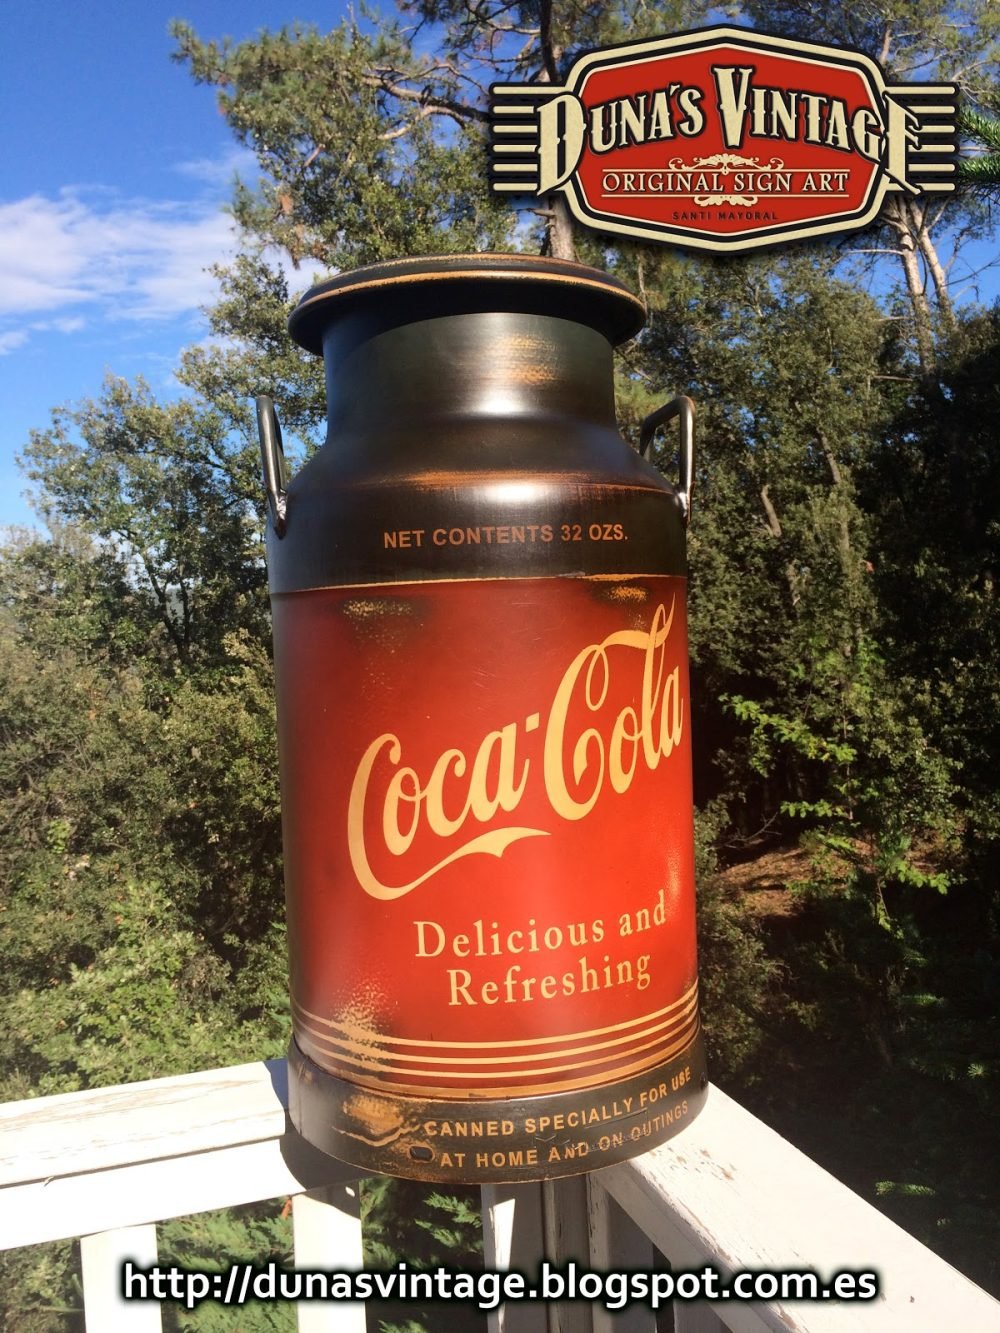 DUNA'S VINTAGE
ORIGINAL SIGN ART
SANTI MAYORAL
NET CONTENTS 32 OZS.
Coca-Cola
Delicious and
Refreshing
CANNED SPECIALLY FOR USE
AT HOME AND ON OUTINGS
http://dunasvintage.blogspot.com.es